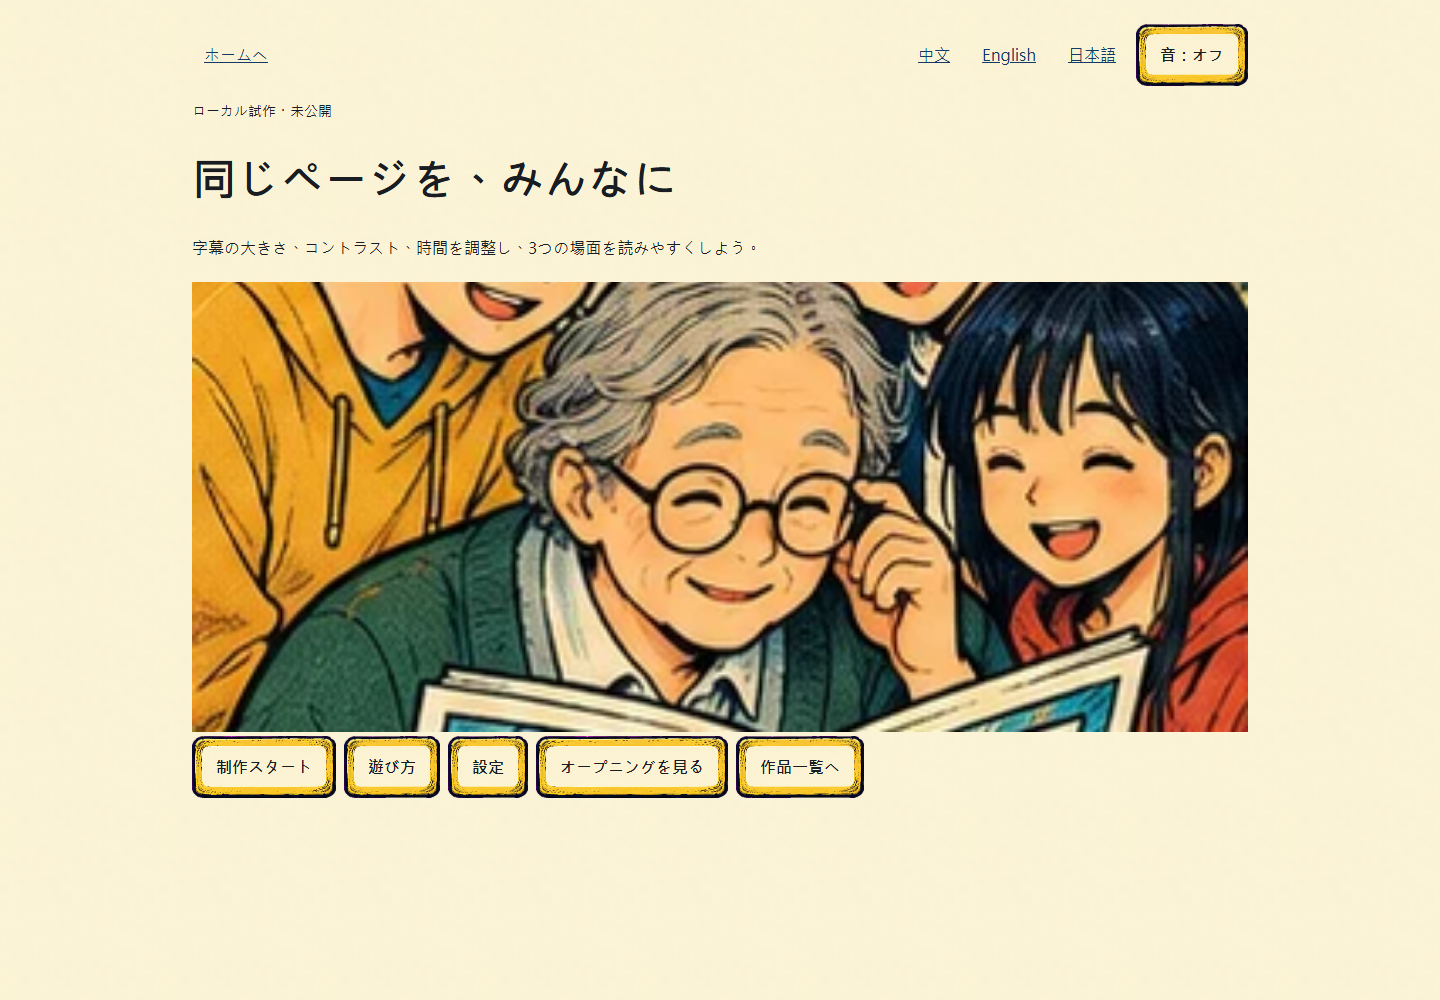 ホームへ
中文 English 日本語 音：オフ
ローカル試作・未公開
同じページを、みんなに
字幕の大きさ、コントラスト、時間を調整し、3つの場面を読みやすくしよう。
制作スタート 遊び方 設定 オープニングを見る 作品一覧へ